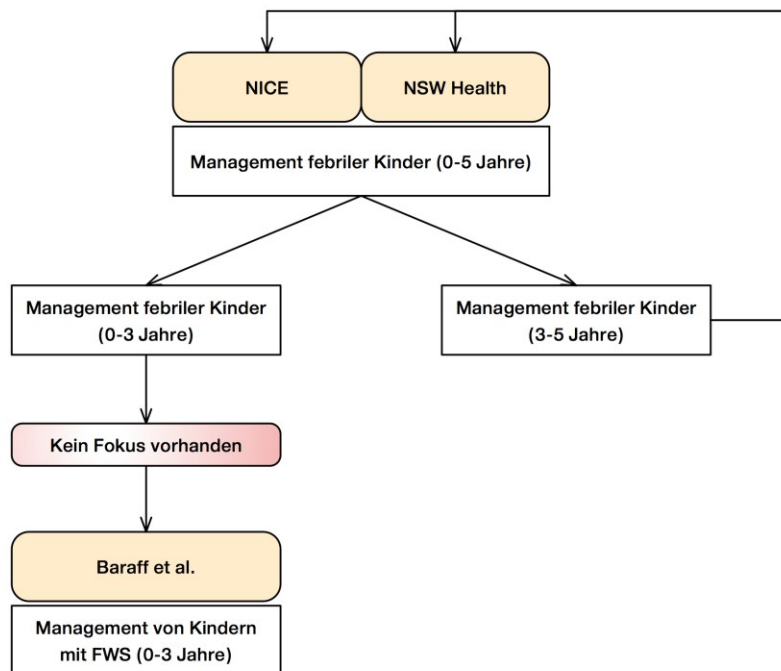 NICE
NSW Health
Management febriler Kinder (0-5 Jahre)
Management febriler Kinder
(0-3 Jahre)
Management febriler Kinder
(3-5 Jahre)
Kein Fokus vorhanden
Baraff et al.
Management von Kindern
mit FWS (0-3 Jahre)